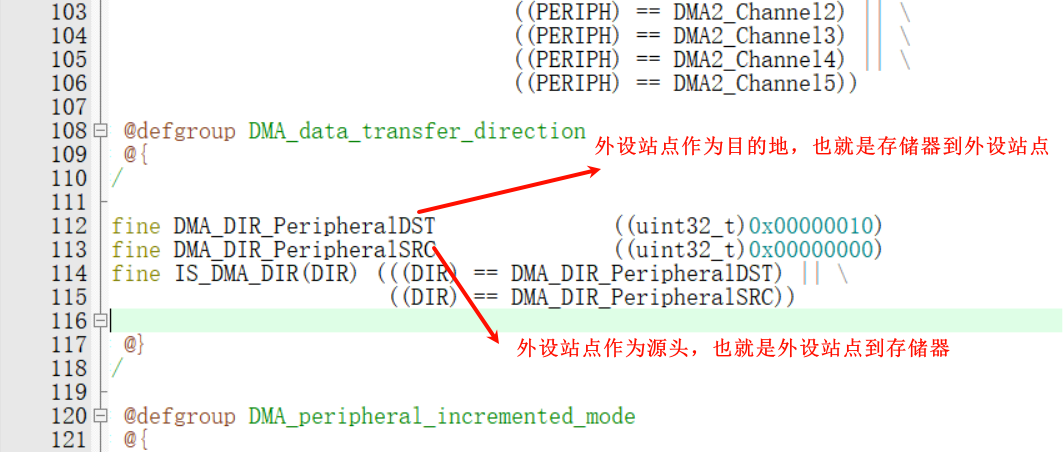 103 ((PERIPH) == DMA2_Channel2) || \
104 ((PERIPH) == DMA2_Channel3) || \
105 ((PERIPH) == DMA2_Channel4) || \
106 ((PERIPH) == DMA2_Channel5))
107
108 @defgroup DMA_data_transfer_direction
外设站点作为目的地，也就是存储器到外设站点
109 @{
110 /
111
112 fine DMA_DIR_PeripheralDST ((uint32_t)0x00000010)
113 fine DMA_DIR_PeripheralSRC ((uint32_t)0x00000000)
114 fine IS_DMA_DIR(DIR) (((DIR) == DMA_DIR_PeripheralDST) || \
115 ((DIR) == DMA_DIR_PeripheralSRC))
116
117 @}
外设站点作为源头，也就是外设站点到存储器
118 /
119
120 @defgroup DMA_peripheral_incremented_mode
121 @{